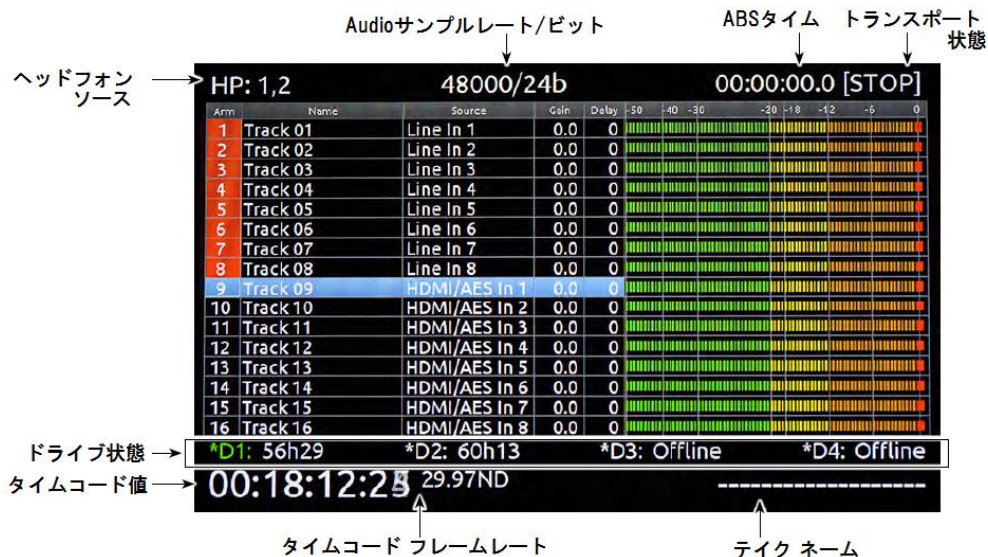 Audioサンプルレート/ビット
ABSタイム
トランスポート
状態
ヘッドフォン
ソース
HP: 1,2
48000/24b
00:00:00.0 [STOP]
Arm Name Source Gain Delay -50 -40 -30 -20 -18 -12 -6 0
1 Track 01 Line In 1 0.0 0
2 Track 02 Line In 2 0.0 0
3 Track 03 Line In 3 0.0 0
4 Track 04 Line In 4 0.0 0
5 Track 05 Line In 5 0.0 0
6 Track 06 Line In 6 0.0 0
7 Track 07 Line In 7 0.0 0
8 Track 08 Line In 8 0.0 0
9 Track 09 HDMI/AES In 1 0.0 0
10 Track 10 HDMI/AES In 2 0.0 0
11 Track 11 HDMI/AES In 3 0.0 0
12 Track 12 HDMI/AES In 4 0.0 0
13 Track 13 HDMI/AES In 5 0.0 0
14 Track 14 HDMI/AES In 6 0.0 0
15 Track 15 HDMI/AES In 7 0.0 0
16 Track 16 HDMI/AES In 8 0.0 0
ドライブ状態
*D1: 56h29 *D2: 60h13 *D3: Offline *D4: Offline
タイムコード値
29.97ND
--------------------
タイムコード フレームレート
テイク ネーム